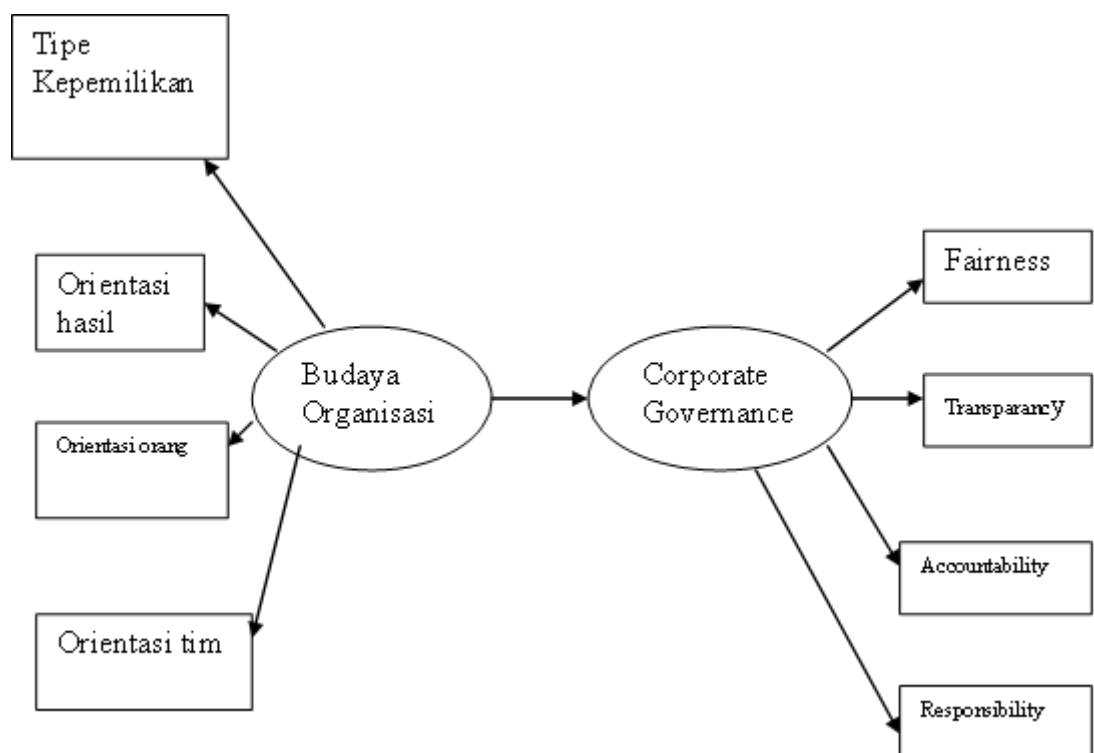 Tipe
Kepemilikan
Orientasi
hasil
Orientasi orang
Orientasi tim
Budaya
Organisasi
Corporate
Governance
Fairness
Transparancy
Accountability
Responsibility